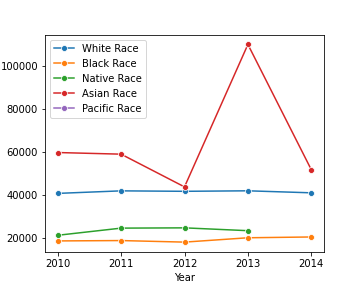 White Race
Black Race
Native Race
Asian Race
Pacific Race
100000
80000
60000
40000
20000
2010 2011 2012 2013 2014
Year